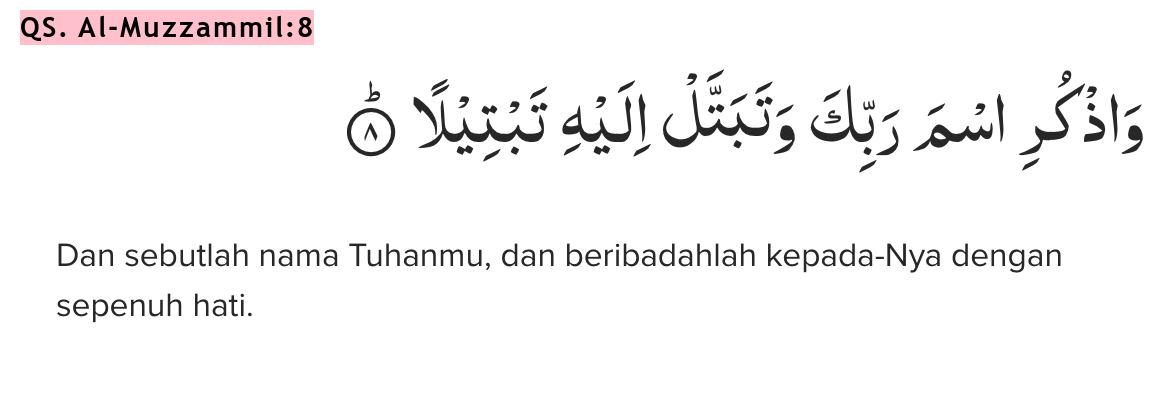 QS. Al-Muzzammil:8
وَاذْكُرِ اسْمَ رَبِّكَ وَتَبَتَّلْ اِلَيْهِ تَبْتِيْلًاۗ ۝٨
Dan sebutlah nama Tuhanmu, dan beribadahlah kepada-Nya dengan
sepenuh hati.